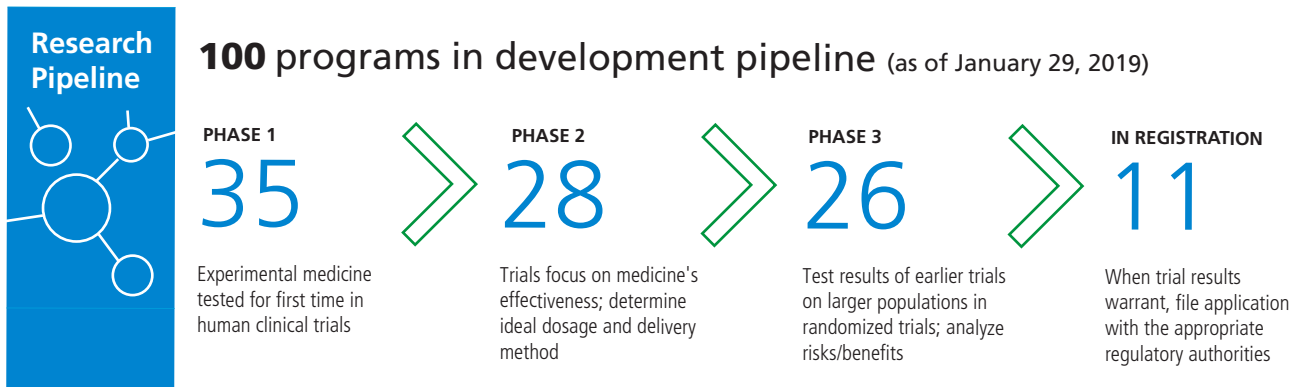 Research
Pipeline
100 programs in development pipeline (as of January 29, 2019)
PHASE 1
35
Experimental medicine
tested for first time in
human clinical trials
PHASE 2
28
Trials focus on medicine's
effectiveness; determine
ideal dosage and delivery
method
PHASE 3
26
Test results of earlier trials
on larger populations in
randomized trials; analyze
risks/benefits
IN REGISTRATION
11
When trial results
warrant, file application
with the appropriate
regulatory authorities